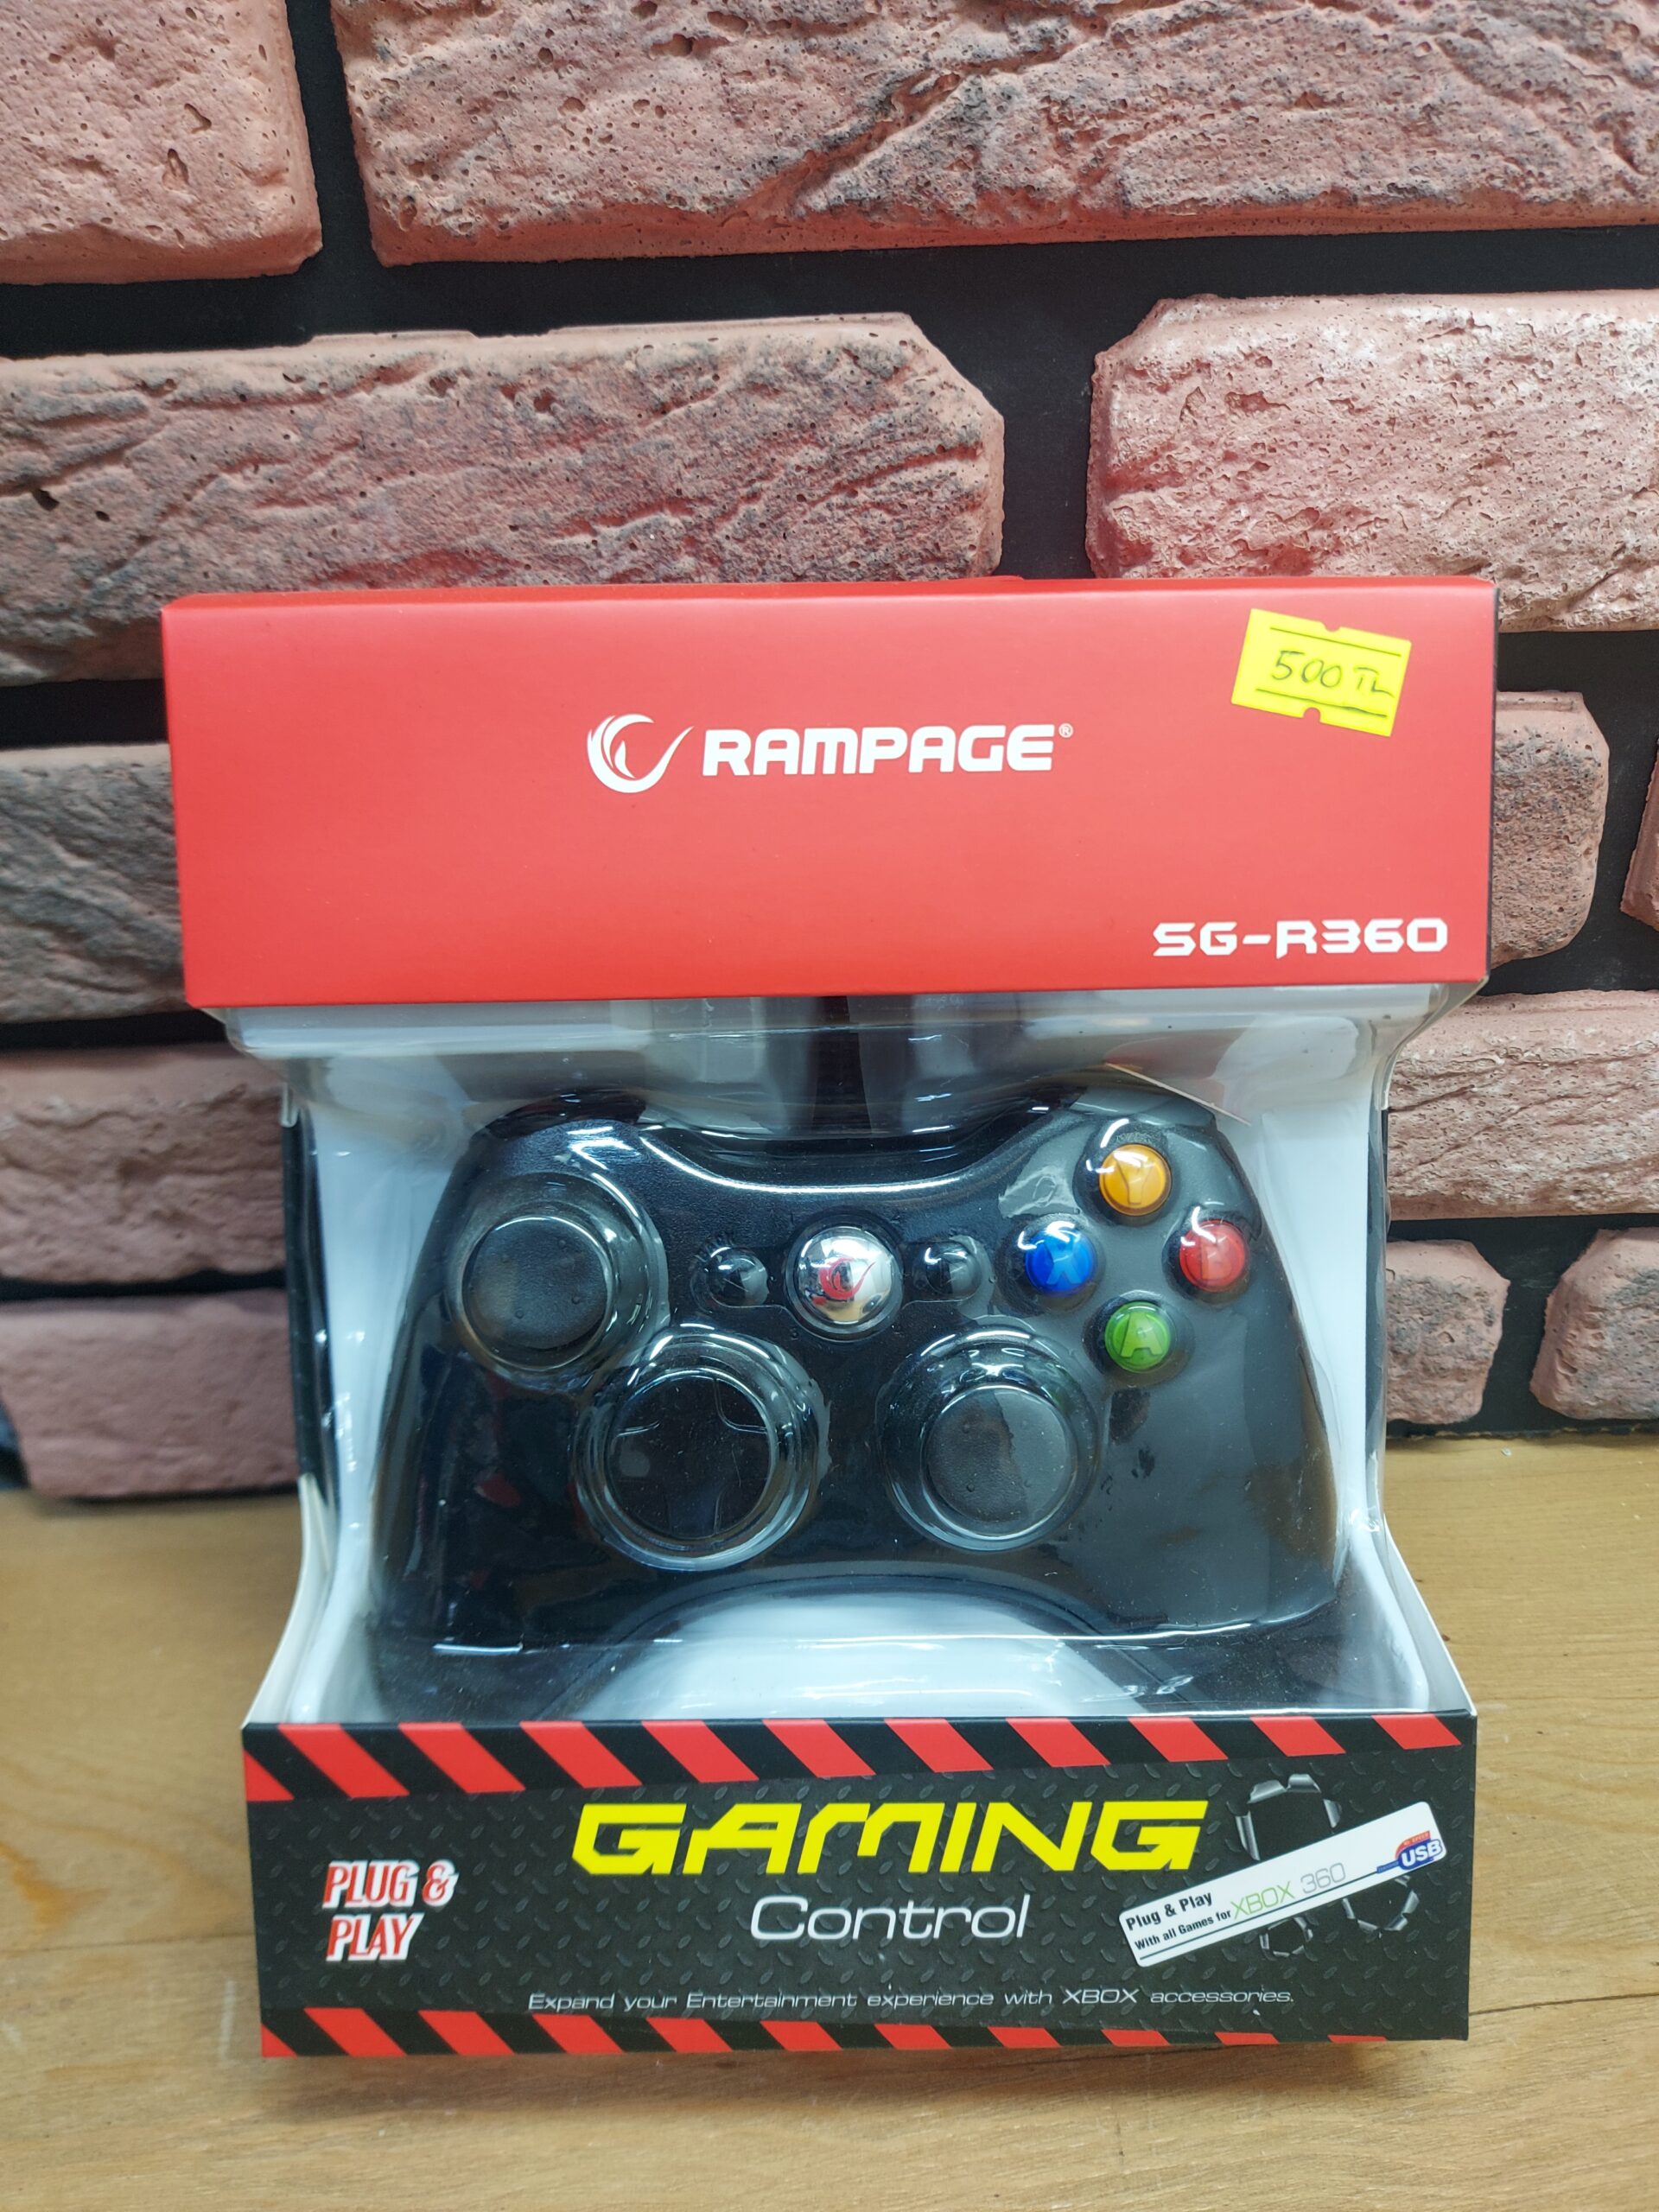 500 TL
RAMPAGE®
SG-R360
Y
X
B
A
GAMING
Control
PLUG &
PLAY
Plug & Play
With all Games for XBOX 360
USB
Expand your Entertainment experience with XBOX accessories.